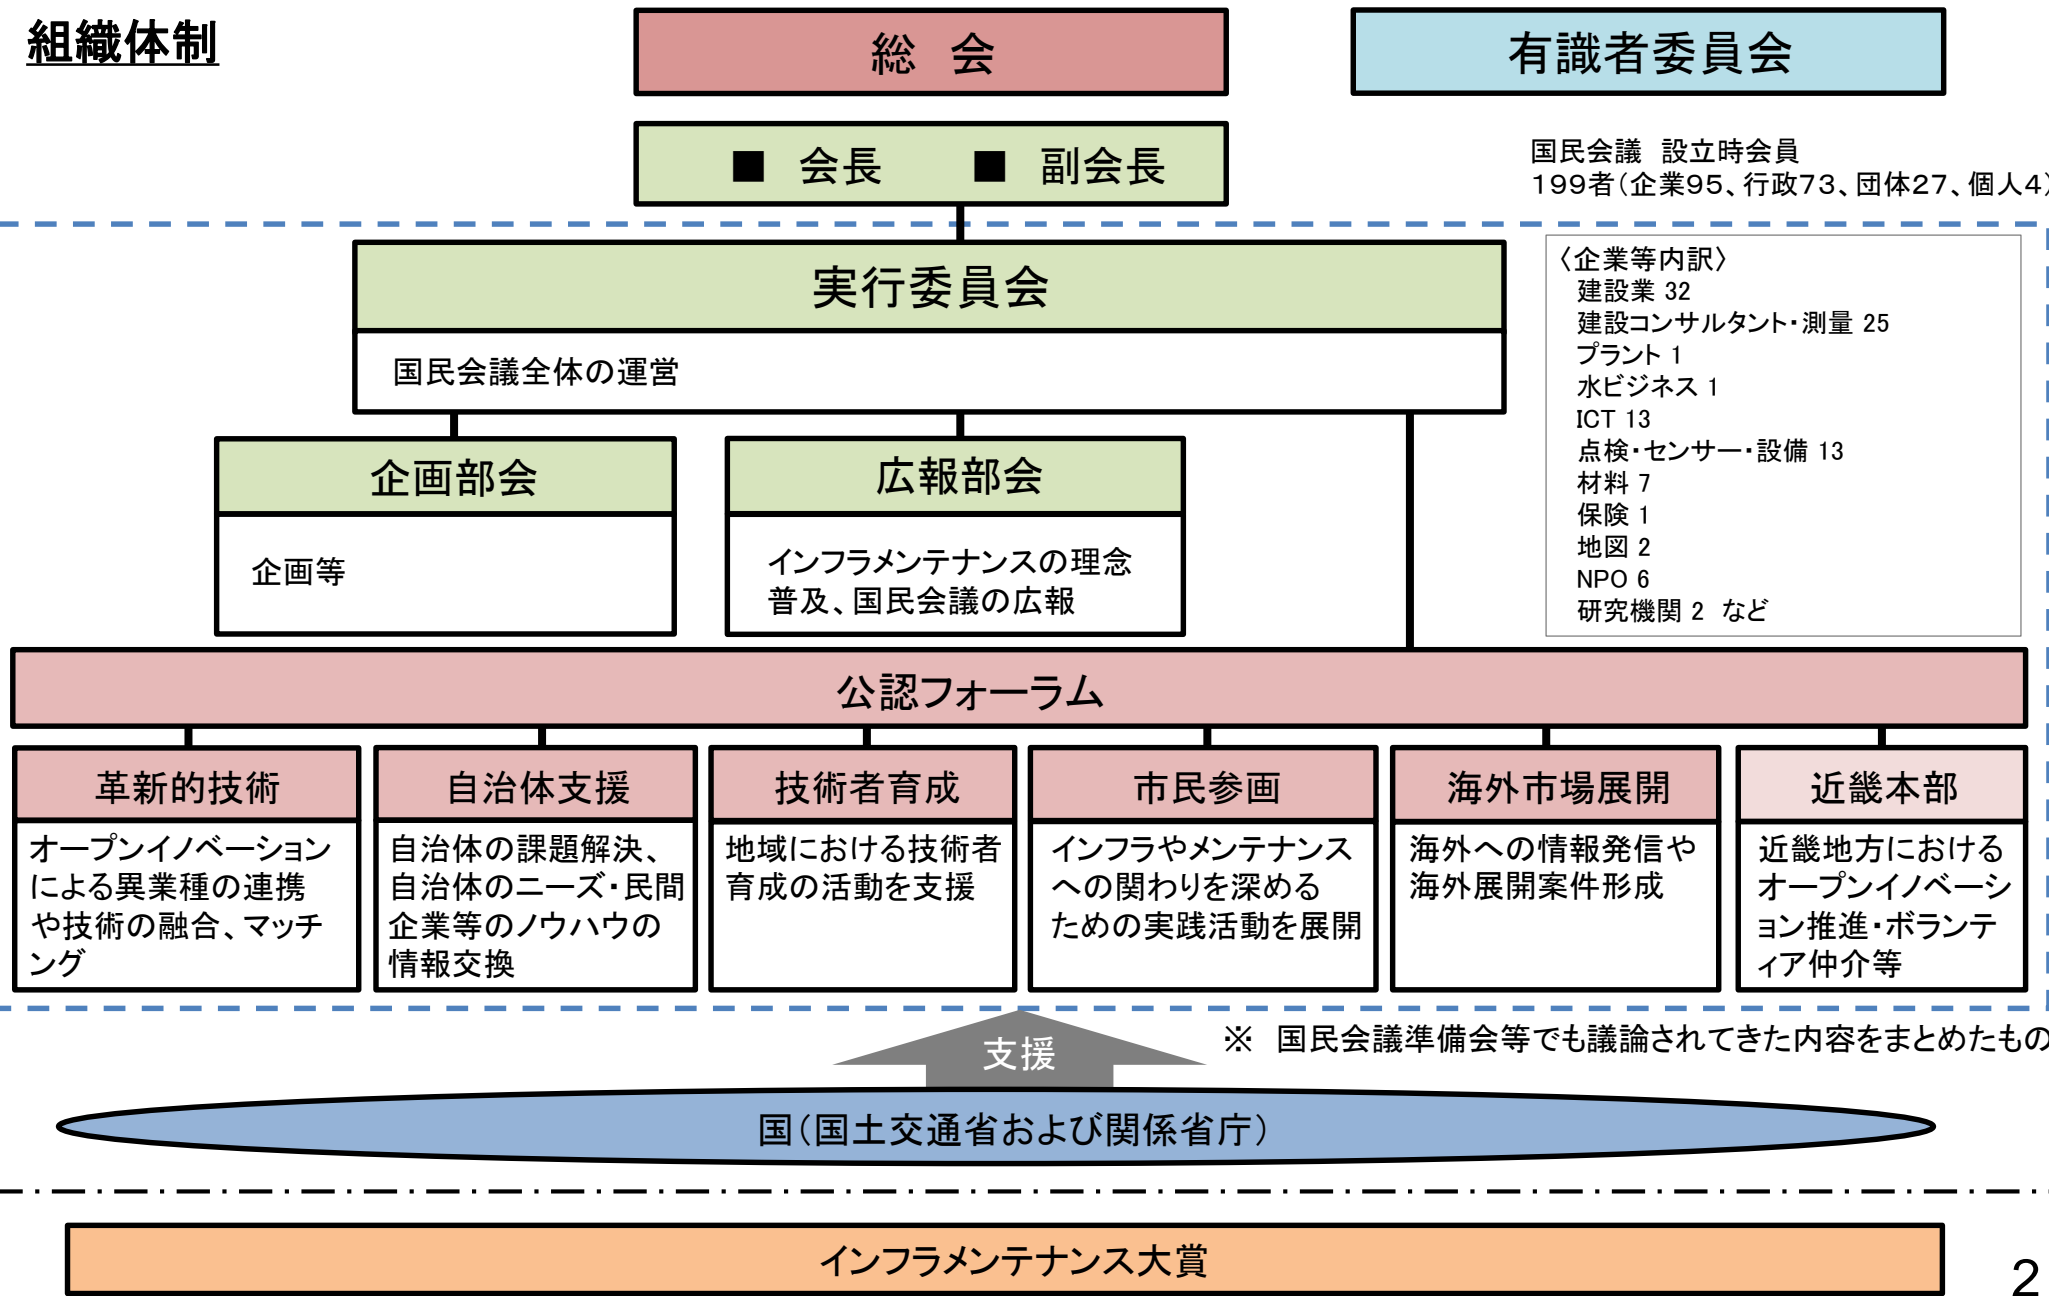 組織体制
総　会
有識者委員会
■　会長　　■　副会長
国民会議　設立時会員
199者（企業95、行政73、団体27、個人4）
実行委員会
国民会議全体の運営
〈企業等内訳〉
建設業 32
建設コンサルタント・測量 25
プラント 1
水ビジネス 1
ICT 13
点検・センサー・設備 13
材料 7
保険 1
地図 2
NPO 6
研究機関 2　など
企画部会
企画等
広報部会
インフラメンテナンスの理念
普及、国民会議の広報
公認フォーラム
革新的技術
オープンイノベーション
による異業種の連携
や技術の融合、マッチ
ング
自治体支援
自治体の課題解決、
自治体のニーズ・民間
企業等のノウハウの
情報交換
技術者育成
地域における技術者
育成の活動を支援
市民参画
インフラやメンテナンス
への関わりを深める
ための実践活動を展開
海外市場展開
海外への情報発信や
海外展開案件形成
近畿本部
近畿地方における
オープンイノベーシ
ョン推進・ボランテ
ィア仲介等
支援
※　国民会議準備会等でも議論されてきた内容をまとめたもの
国（国土交通省および関係省庁）
インフラメンテナンス大賞
2